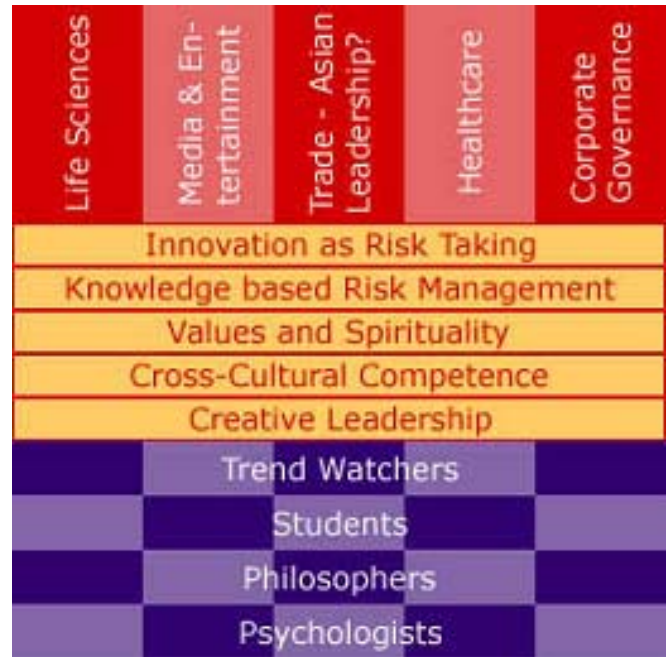 Life Sciences
Media & En-
tertainment
Trade - Asian
Leadership?
Healthcare
Corporate
Governance
Innovation as Risk Taking
Knowledge based Risk Management
Values and Spirituality
Cross-Cultural Competence
Creative Leadership
Trend Watchers
Students
Philosophers
Psychologists